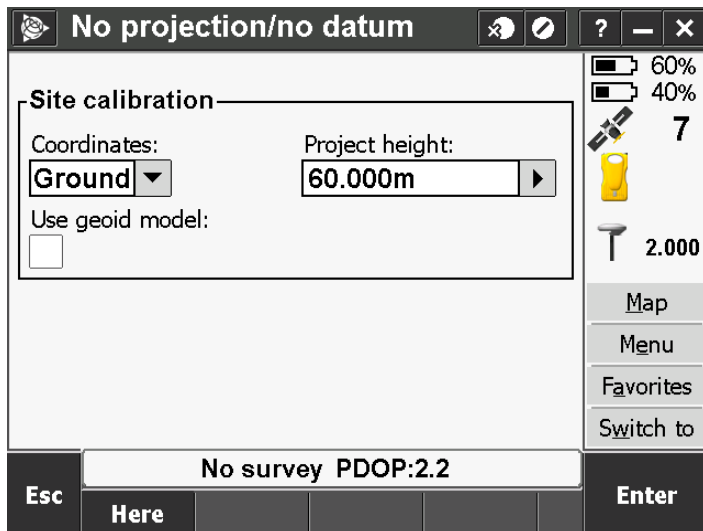 No projection/no datum
?
60%
40%
Site calibration
7
Coordinates:
Project height:
Ground
60.000m
Use geoid model:
2.000
Map
Menu
Favorites
Switch to
No survey PDOP:2.2
Esc
Here
Enter